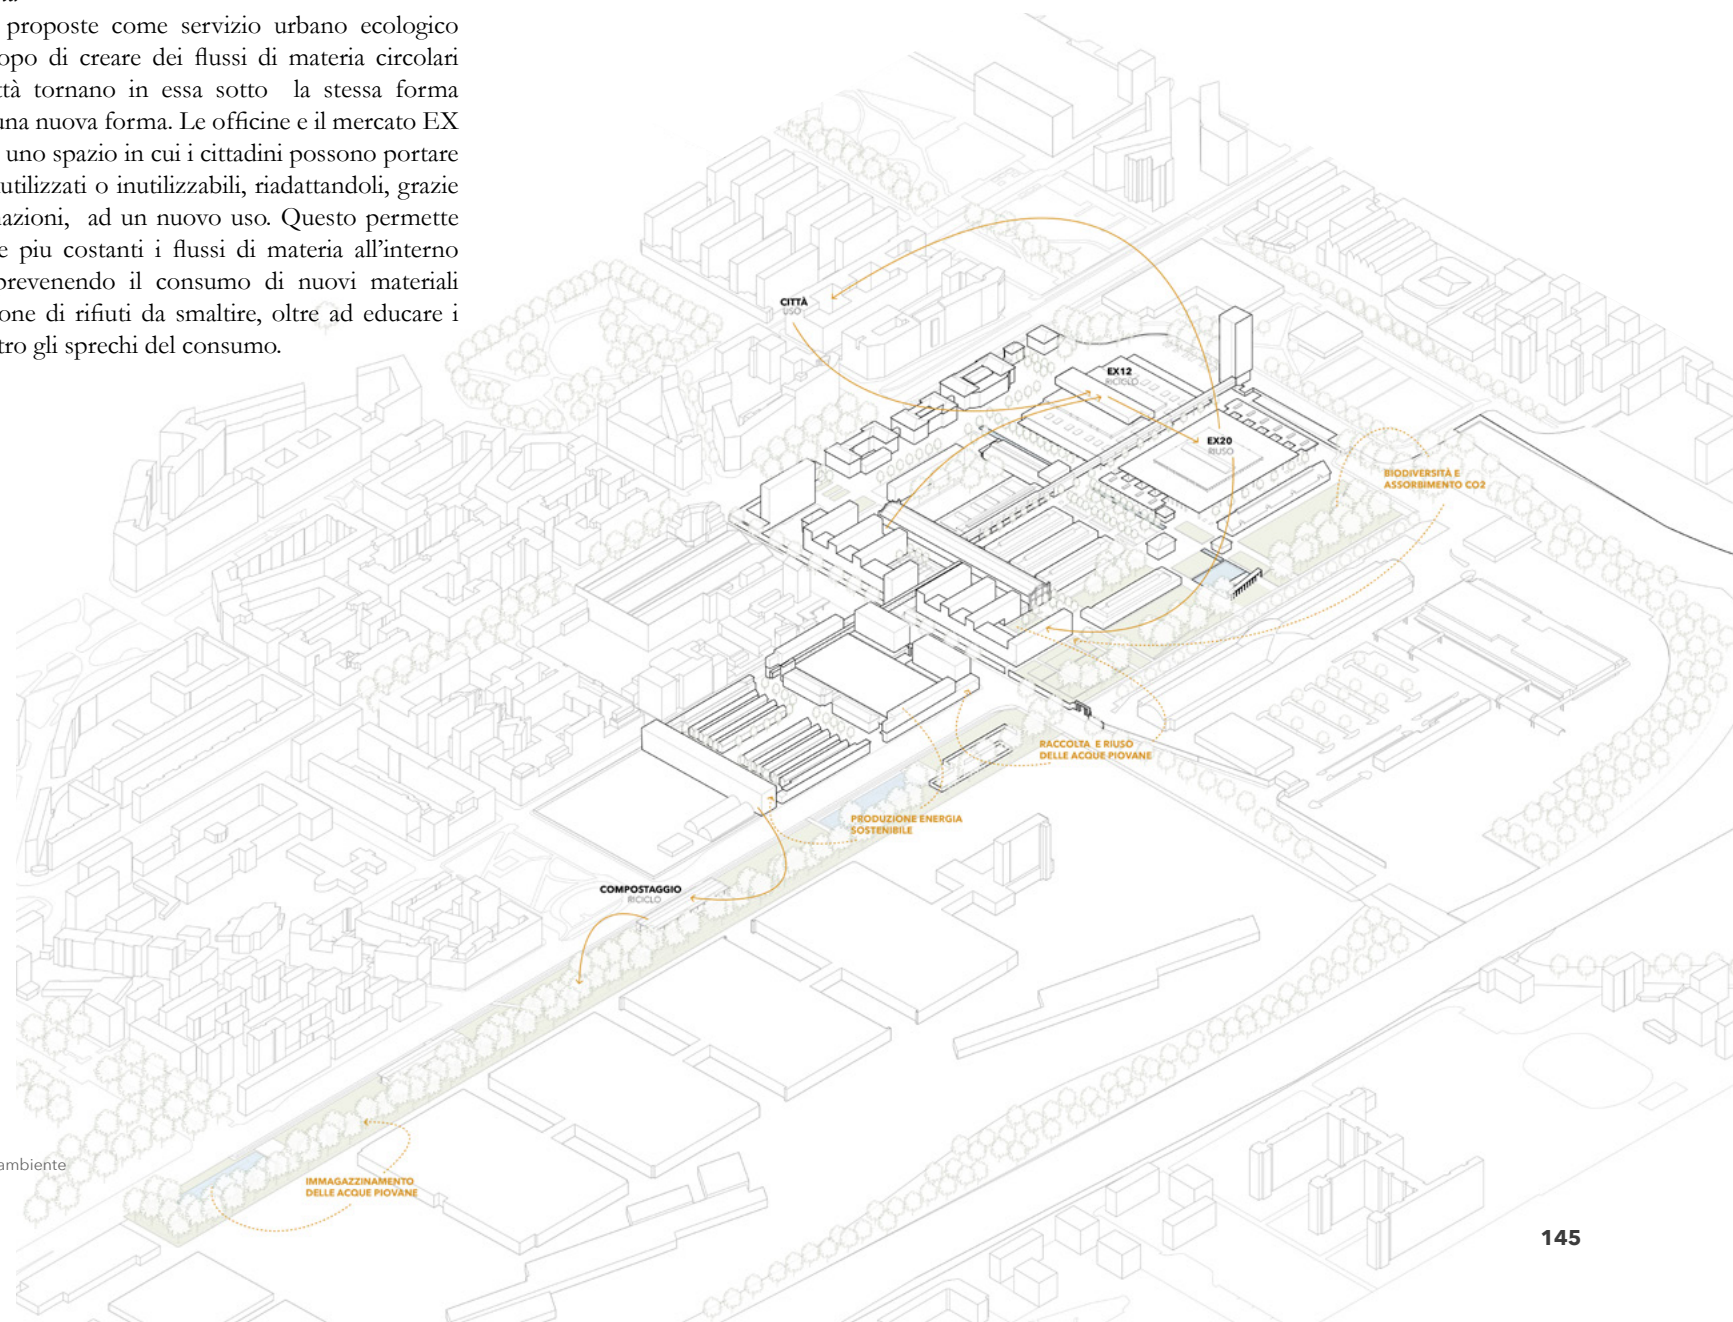 proposte come servizio urbano ecologico
opo di creare dei flussi di materia circolari
ttà tornano in essa sotto la stessa forma
una nuova forma. Le officine e il mercato EX
uno spazio in cui i cittadini possono portare
utilizzati o inutilizzabili, riadattandoli, grazie
nazioni, ad un nuovo uso. Questo permette
e piu costanti i flussi di materia all'interno
prevenendo il consumo di nuovi materiali
one di rifiuti da smaltire, oltre ad educare i
tro gli sprechi del consumo.
CITTÀ
USO
EX12
RICICLO
EX20
RIUSO
BIODIVERSITÀ E
ASSORBIMENTO CO2
RACCOLTA E RIUSO
DELLE ACQUE PIOVANE
PRODUZIONE ENERGIA
SOSTENIBILE
COMPOSTAGGIO
RICICLO
IMMAGAZZINAMENTO
DELLE ACQUE PIOVANE
ambiente
145